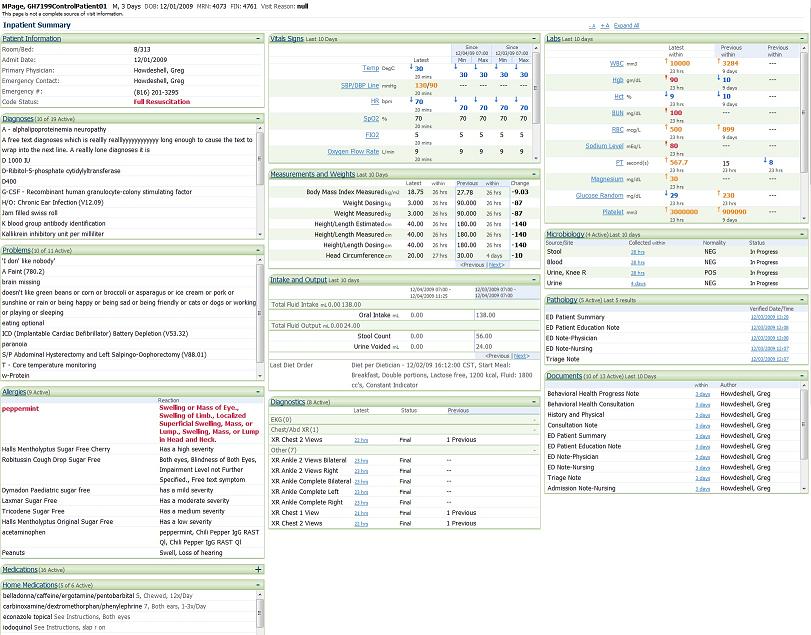 MPage, GH7199ControlPatient01 M, 3 Days DOB: 12/01/2009 MRN: 4073 FIN: 4761 Visit Reason: null
This page is not a complete source of visit information.
Inpatient Summary
- A + A Expand All
Patient Information
Room/Bed: 8/313
Admit Date: 12/01/2009
Primary Physician: Howdeshell, Greg
Emergency Contact: Howdeshell, Greg
Emergency #: (816) 201-3295
Code Status: Full Resuscitation
Diagnoses (10 of 19 Active)
A - alphalipoproteinemia neuropathy
A free text diagnoses which is really reallyyyyyyyyyy long enough to cause the text to
wrap into the next line. A really lone diagnoses it is
D 1000 IU
D-Ribitol-5-phosphate cytidylyltransferase
D400
G-CSF - Recombinant human granulocyte-colony stimulating factor
H/O: Chronic Ear Infection (V12.09)
Jam filled swiss roll
K blood group antibody identification
Kallikrein inhibitory unit per milliliter
Problems (10 of 11 Active)
'I don' like nobody'
A Faint (780.2)
brain missing
doesn't like green beans or corn or broccoli or asparagus or ice cream or pork or
sunshine or rain or being happy or being sad or being friendly or cats or dogs or working
or playing or sleeping
eating optional
ICD (Implantable Cardiac Defibrillator) Battery Depletion (V53.32)
paranoria
S/P Abdominal Hysterectomy and Left Salpingo-Oophorectomy (V88.01)
T - Core temperature monitoring
w-Protein
Allergies (9 Active)
Reaction
peppermint Swelling or Mass of Eye.,
Swelling of Limb., Localized
Superficial Swelling, Mass, or
Lump., Swelling, Mass, or Lump
in Head and Neck.
Halls Mentholyptus Sugar Free Cherry Has a high severity
Robitussin Cough Drop Sugar Free Both eyes, Blindness of Both Eyes,
Impairment Level not Further
Specified., Free text symptom
Dymadon Paediatric sugar free has a mild severity
Laxmar Sugar Free Has a moderate severity
Tricodene Sugar Free Has a medium severity
Halls Mentholyptus Original Sugar Free Has a low severity
acetaminophen peppermint, Chili Pepper IgG RAST
Ql, Chili Pepper IgG RAST Ql
Peanuts Swell, Loss of hearing
Medications (16 Active)
Home Medications (5 of 6 Active)
belladonna/caffeine/ergotamine/pentobarbital 5, Chewed, 12x/Day
carbinoxamine/dextromethorphan/phenylephrine 7, Both ears, 1-3x/Day
econazole topical See Instructions, Both eyes
iodoquinol See Instructions, slap r on
Vitals Signs Last 10 Days
Since Since
12/04/2009 07:00 12/03/2009 07:00
Latest Min Max Min Max
Temp DegC 30 30 30 30 30
20 mins
SBP/DBP Line mmHg 130/90 --- --- --- ---
20 mins
HR bpm 70 70 70 70 70
20 mins
SpO2 % 70 70 70 70 70
20 mins
FIO2 5 5 5 5 5
20 mins
Oxygen Flow Rate L/min 9 9 9 9 9
20 mins
Measurements and Weights Last 10 Days
Latest within Previous within Change
Body Mass Index Measured kg/m2 18.75 26 hrs 27.78 26 hrs -9.03
Weight Dosing kg 3.000 26 hrs 90.000 26 hrs -87
Weight Measured kg 3.000 26 hrs 90.000 26 hrs -87
Height/Length Estimated cm 40.00 26 hrs 180.00 26 hrs -140
Height/Length Measured cm 40.00 26 hrs 180.00 26 hrs -140
Height/Length Dosing cm 40.00 26 hrs 180.00 26 hrs -140
Head Circumference cm 20.00 27 hrs 30.00 4 days -10
<Previous | Next>
Intake and Output Last 10 days
12/04/2009 07:00 - 12/03/2009 07:00 -
12/04/2009 11:25 12/04/2009 07:00
Total Fluid Intake mL 0.00 138.00
Oral Intake mL 0.00 138.00
Total Fluid Output mL 0.00 24.00
Stool Count 0.00 56.00
Urine Voided mL 0.00 24.00
<Previous | Next>
Last Diet Order Diet per Dietician - 12/02/09 16:12:00 CST, Start Meal:
Breakfast, Double portions, Lactose free, 1200 kcal, Fluid: 1800
cc's, Constant Indicator
Diagnostics (8 Active)
Latest Status Previous
EKG(0)
Chest/Abd XR(1)
XR Chest 2 Views 22 hrs Final 1 Previous
Other(7)
XR Ankle 2 Views Bilateral 21 hrs Final --
XR Ankle 2 Views Right 21 hrs Final --
XR Ankle Complete Bilateral 21 hrs Final --
XR Ankle Complete Left 21 hrs Final --
XR Ankle Complete Right 23 hrs Final --
XR Chest 1 View 21 hrs Final 1 Previous
XR Chest 2 Views 22 hrs Final 1 Previous
Labs Last 10 days
Latest Previous Previous
within within within
WBC mm3 10000 3284 ---
23 hrs 9 days
Hgb gm/dL 90 10 ---
23 hrs 9 days
Hct % 9 10 ---
23 hrs 9 days
BUN mg/dL 100 --- ---
23 hrs
RBC mcg/L 500 899 ---
23 hrs 9 days
Sodium Level mEq/L 80 --- ---
23 hrs
PT second(s) 567.7 15 8
23 hrs 23 hrs 23 hrs
Magnesium mg/dL 30 --- ---
23 hrs
Glucose Random mg/dL 29 230 ---
23 hrs 9 days
Platelet mm3 3000000 909090 ---
23 hrs 9 days
Microbiology (4 Active) Last 10 Days
Source/Site Collected within Normality Status
Stool 28 hrs NEG In Progress
Blood 28 hrs NEG In Progress
Urine, Knee R 28 hrs POS In Progress
Urine 4 days NEG In Progress
Pathology (5 Active) Last 5 results
Verified Date/Time
ED Patient Summary
ED Patient Education Note
ED Note-Physician
ED Note-Nursing
Triage Note
Documents (10 of 13 Active) Last 10 Days
within Author
Behavioral Health Progress Note 3 days Howdeshell, Greg
Behavioral Health Consultation 3 days Howdeshell, Greg
History and Physical 3 days Howdeshell, Greg
Consultation Note 3 days Howdeshell, Greg
ED Patient Summary 3 days Howdeshell, Greg
ED Patient Education Note 3 days Howdeshell, Greg
ED Note-Physician 3 days Howdeshell, Greg
ED Note-Nursing 3 days Howdeshell, Greg
Triage Note 3 days Howdeshell, Greg
Admission Note-Nursing 3 days Howdeshell, Greg